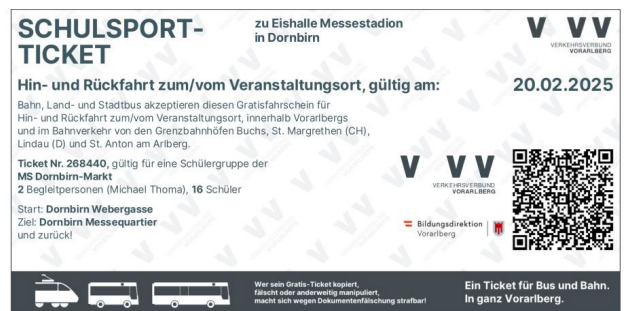 SCHULSPORT-
TICKET
zu Eishalle Messestadion
in Dornbirn
V VV
VERKEHRSVERBUND
VORARLBERG
Hin- und Rückfahrt zum/vom Veranstaltungsort, gültig am:
20.02.2025
Bahn, Land- und Stadtbus akzeptieren diesen Gratisfahrschein für
Hin- und Rückfahrt zum/vom Veranstaltungsort, innerhalb Vorarlbergs
und im Bahnverkehr von den Grenzbahnhöfen Buchs, St. Margrethen (CH),
Lindau (D) und St. Anton am Arlberg.
Ticket Nr. 268440, gültig für eine Schülergruppe der
MS Dornbirn-Markt
2 Begleitpersonen (Michael Thoma), 16 Schüler
Start: Dornbirn Webergasse
Ziel: Dornbirn Messequartier
und zurück!
V VV
VERKEHRSVERBUND
VORARLBERG
Bildungsdirektion
Vorarlberg
Wer sein Gratis-Ticket kopiert,
fälscht oder anderweitig manipuliert,
macht sich wegen Dokumentenfälschung strafbar!
Ein Ticket für Bus und Bahn.
In ganz Vorarlberg.